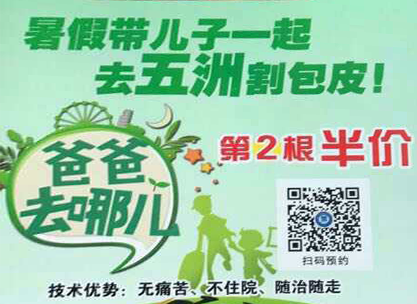 暑假带儿子一起
去五洲割包皮！
第2根半价
爸爸
去哪儿
扫码预约
技术优势：无痛苦、不住院、随治随走